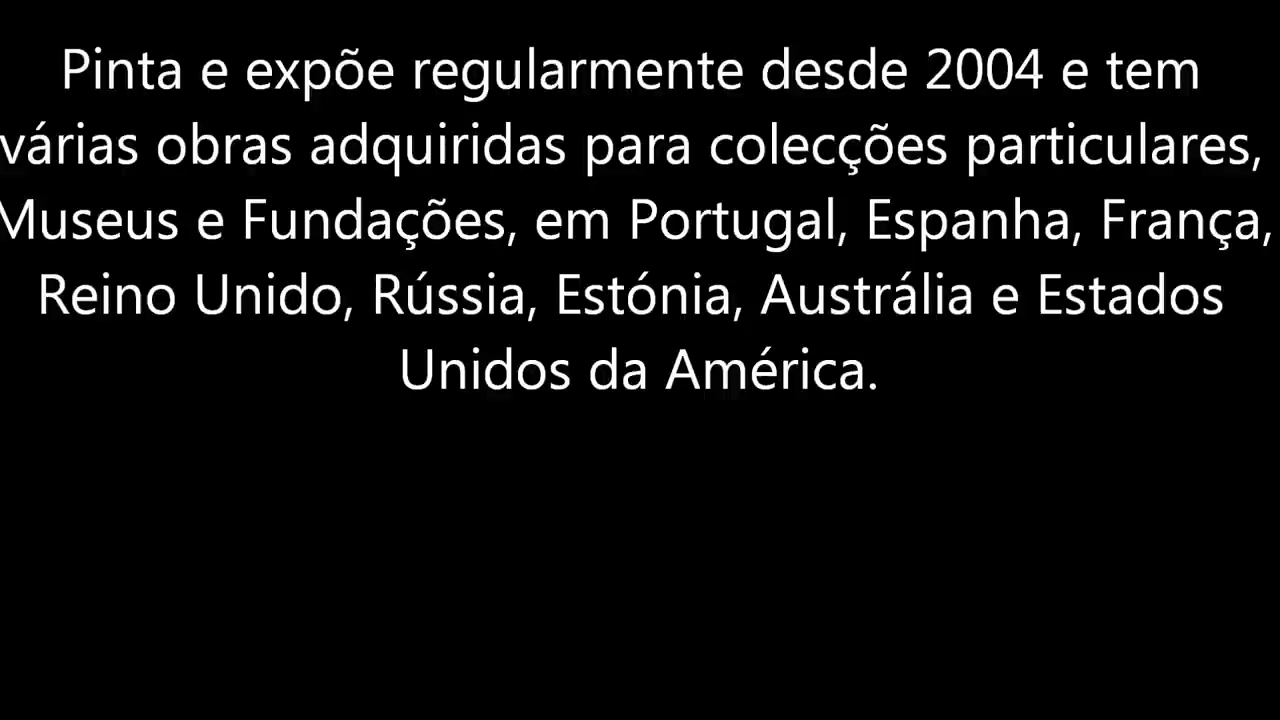 Pinta e expõe regularmente desde 2004 e tem
várias obras adquiridas para colecções particulares,
Museus e Fundações, em Portugal, Espanha, França,
Reino Unido, Rússia, Estónia, Austrália e Estados
Unidos da América.